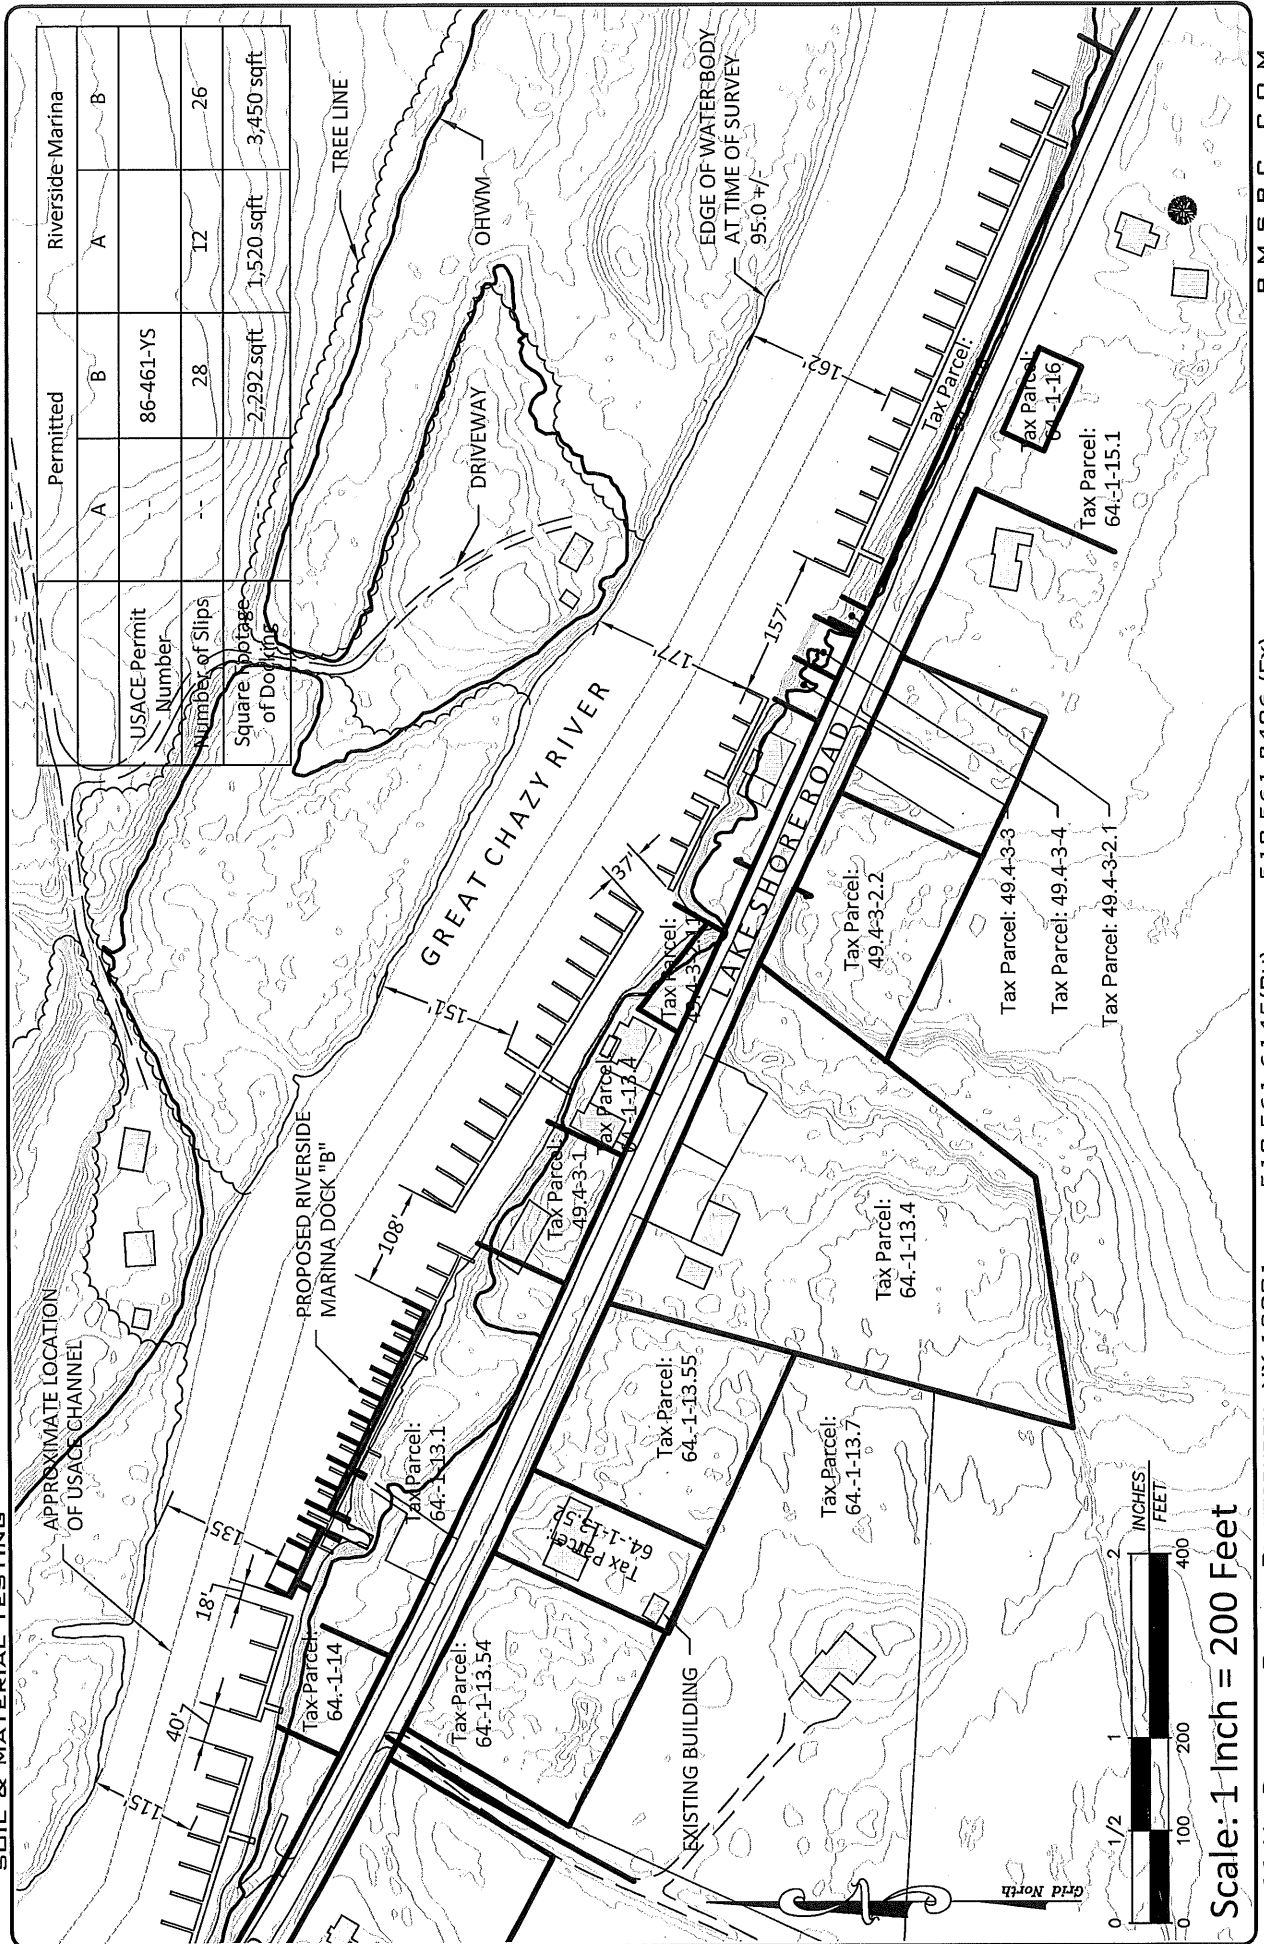 SOIL & MATERIAL TESTING
Permitted
Riverside Marina
A
B
A
B
USACE Permit
Number
--
86-461-YS
Number of Slips
--
28
12
26
Square Footage
of Docking
--
2,292 sqft
1,520 sqft
3,450 sqft
TREE LINE
OHWM
DRIVEWAY
EDGE OF WATER BODY
AT TIME OF SURVEY
95.0 +/-
APPROXIMATE LOCATION
OF USACE CHANNEL
PROPOSED RIVERSIDE
MARINA DOCK "B"
GREAT CHAZY RIVER
LAKE SHORE ROAD
115'
40'
18'
135'
108'
151'
37'
177'
157'
162'
Tax Parcel:
64.-1-14
Tax Parcel:
64.-1-13.1
Tax Parcel:
49.4-3-1
Tax Parcel:
-1-13.4
Tax Parcel:
Tax Parcel:
Tax Parcel:
64.-1-13.54
Tax Parcel:
64.-1-13.52
Tax Parcel:
64.-1-13.55
Tax Parcel:
64.-1-13.7
Tax Parcel:
64.-1-13.4
Tax Parcel:
49.4-3-2.2
Tax Parcel: 49.4-3-3
Tax Parcel: 49.4-3-4
Tax Parcel: 49.4-3-2.1
Tax Parcel:
64.-1-15.1
Tax Parcel:
64.-1-16
EXISTING BUILDING
Grid North
0 1/2 1 2 INCHES
0 100 200 400 FEET
Scale: 1 Inch = 200 Feet